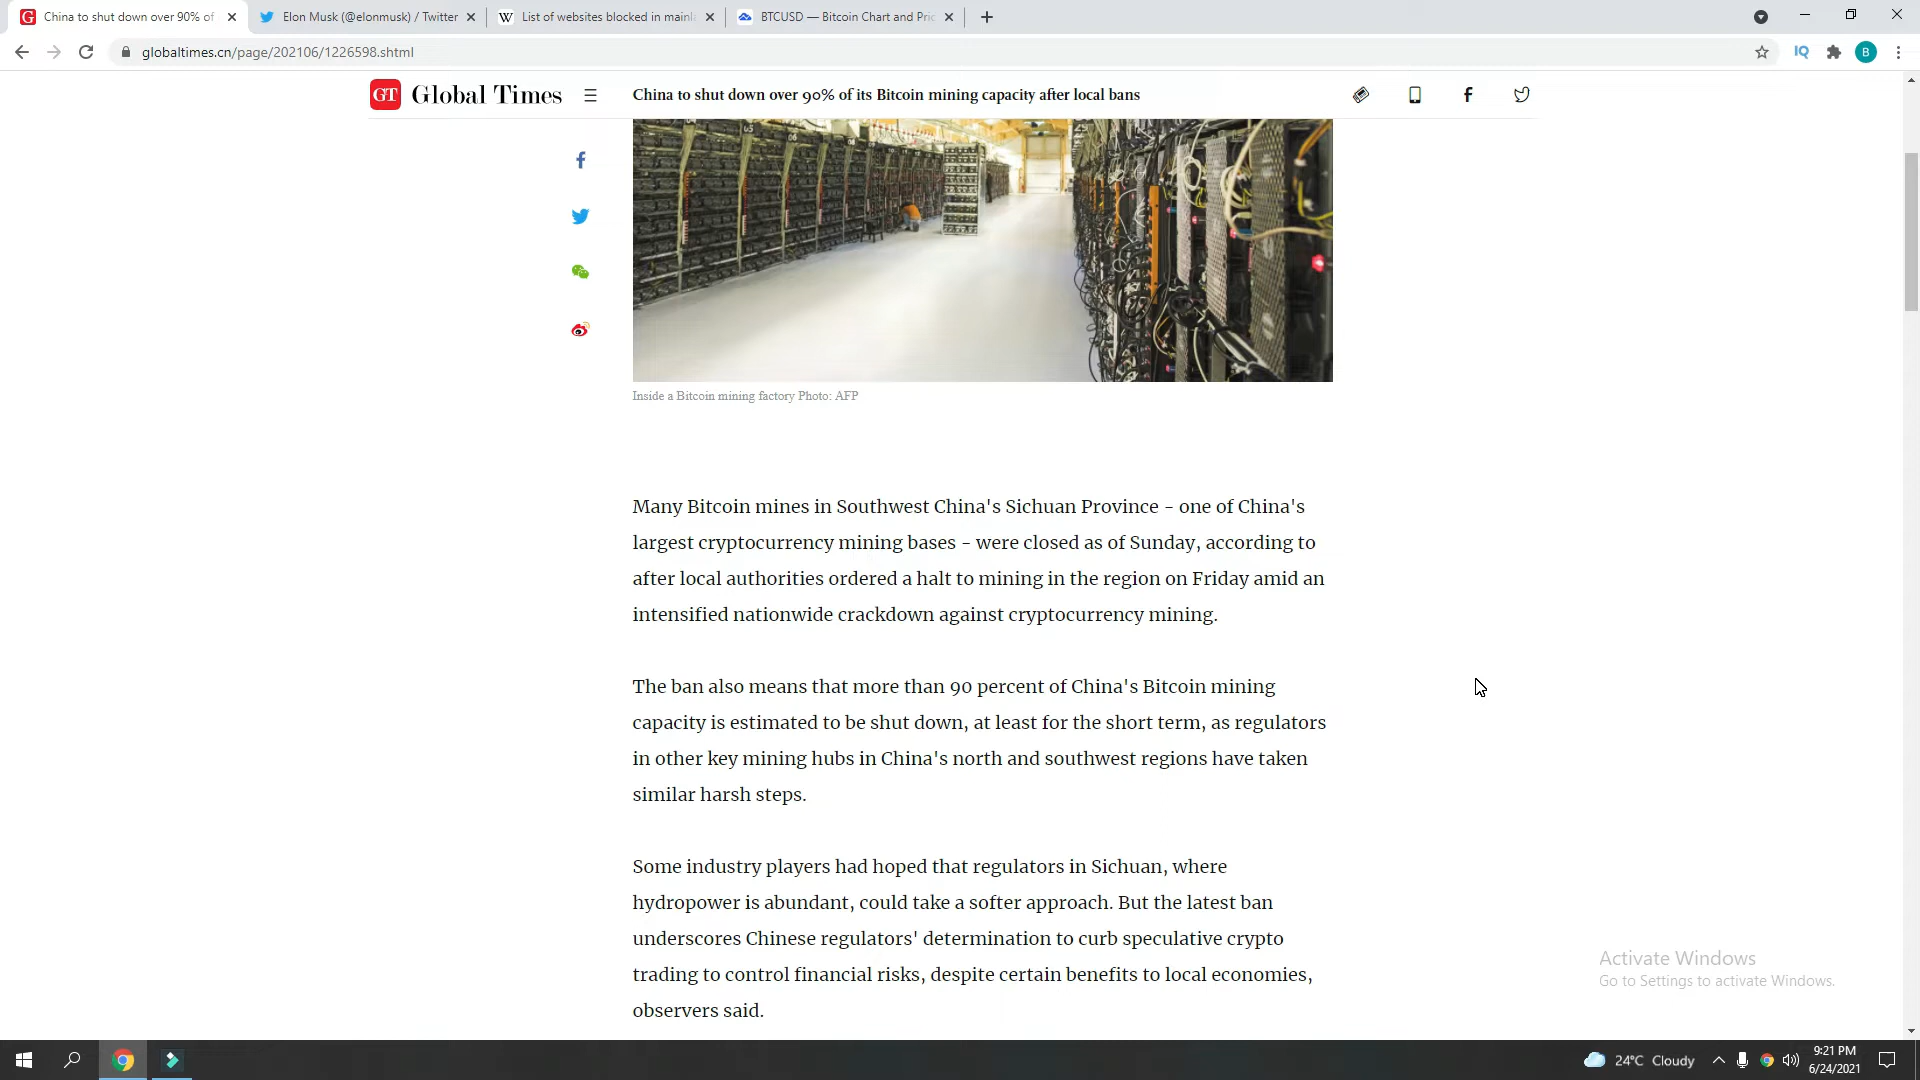 China to shut down over 90% of
Elon Musk (@elonmusk) / Twitter
List of websites blocked in mainl
BTCUSD — Bitcoin Chart and Pric
globaltimes.cn/page/202106/1226598.shtml
IQ
B
GT Global Times
China to shut down over 90% of its Bitcoin mining capacity after local bans
Inside a Bitcoin mining factory Photo: AFP
Many Bitcoin mines in Southwest China's Sichuan Province - one of China's
largest cryptocurrency mining bases - were closed as of Sunday, according to
after local authorities ordered a halt to mining in the region on Friday amid an
intensified nationwide crackdown against cryptocurrency mining.
The ban also means that more than 90 percent of China's Bitcoin mining
capacity is estimated to be shut down, at least for the short term, as regulators
in other key mining hubs in China's north and southwest regions have taken
similar harsh steps.
Some industry players had hoped that regulators in Sichuan, where
hydropower is abundant, could take a softer approach. But the latest ban
underscores Chinese regulators' determination to curb speculative crypto
trading to control financial risks, despite certain benefits to local economies,
observers said.
Activate Windows
Go to Settings to activate Windows.
24°C Cloudy
9:21 PM
6/24/2021